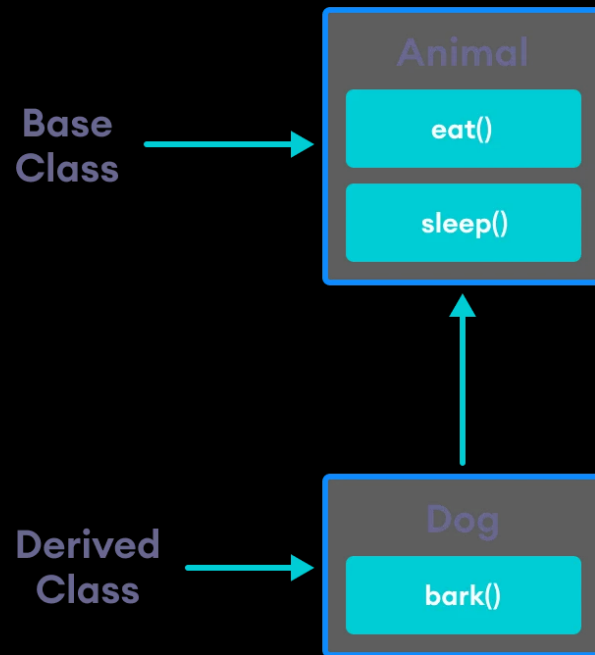 Animal
Base
Class
eat()
sleep()
Dog
Derived
Class
bark()